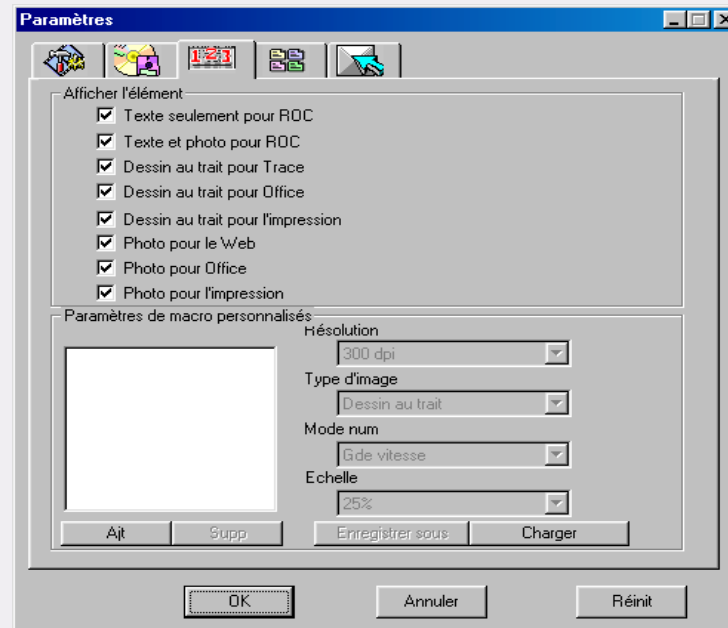 Paramètres
1-2-3
Afficher l'élément
Texte seulement pour ROC
Texte et photo pour ROC
Dessin au trait pour Trace
Dessin au trait pour Office
Dessin au trait pour l'impression
Photo pour le Web
Photo pour Office
Photo pour l'impression
Paramètres de macro personnalisés
Résolution
300 dpi
Type d'image
Dessin au trait
Mode num
Gde vitesse
Echelle
25%
Ajt Supp Enregistrer sous Charger
OK Annuler Réinit